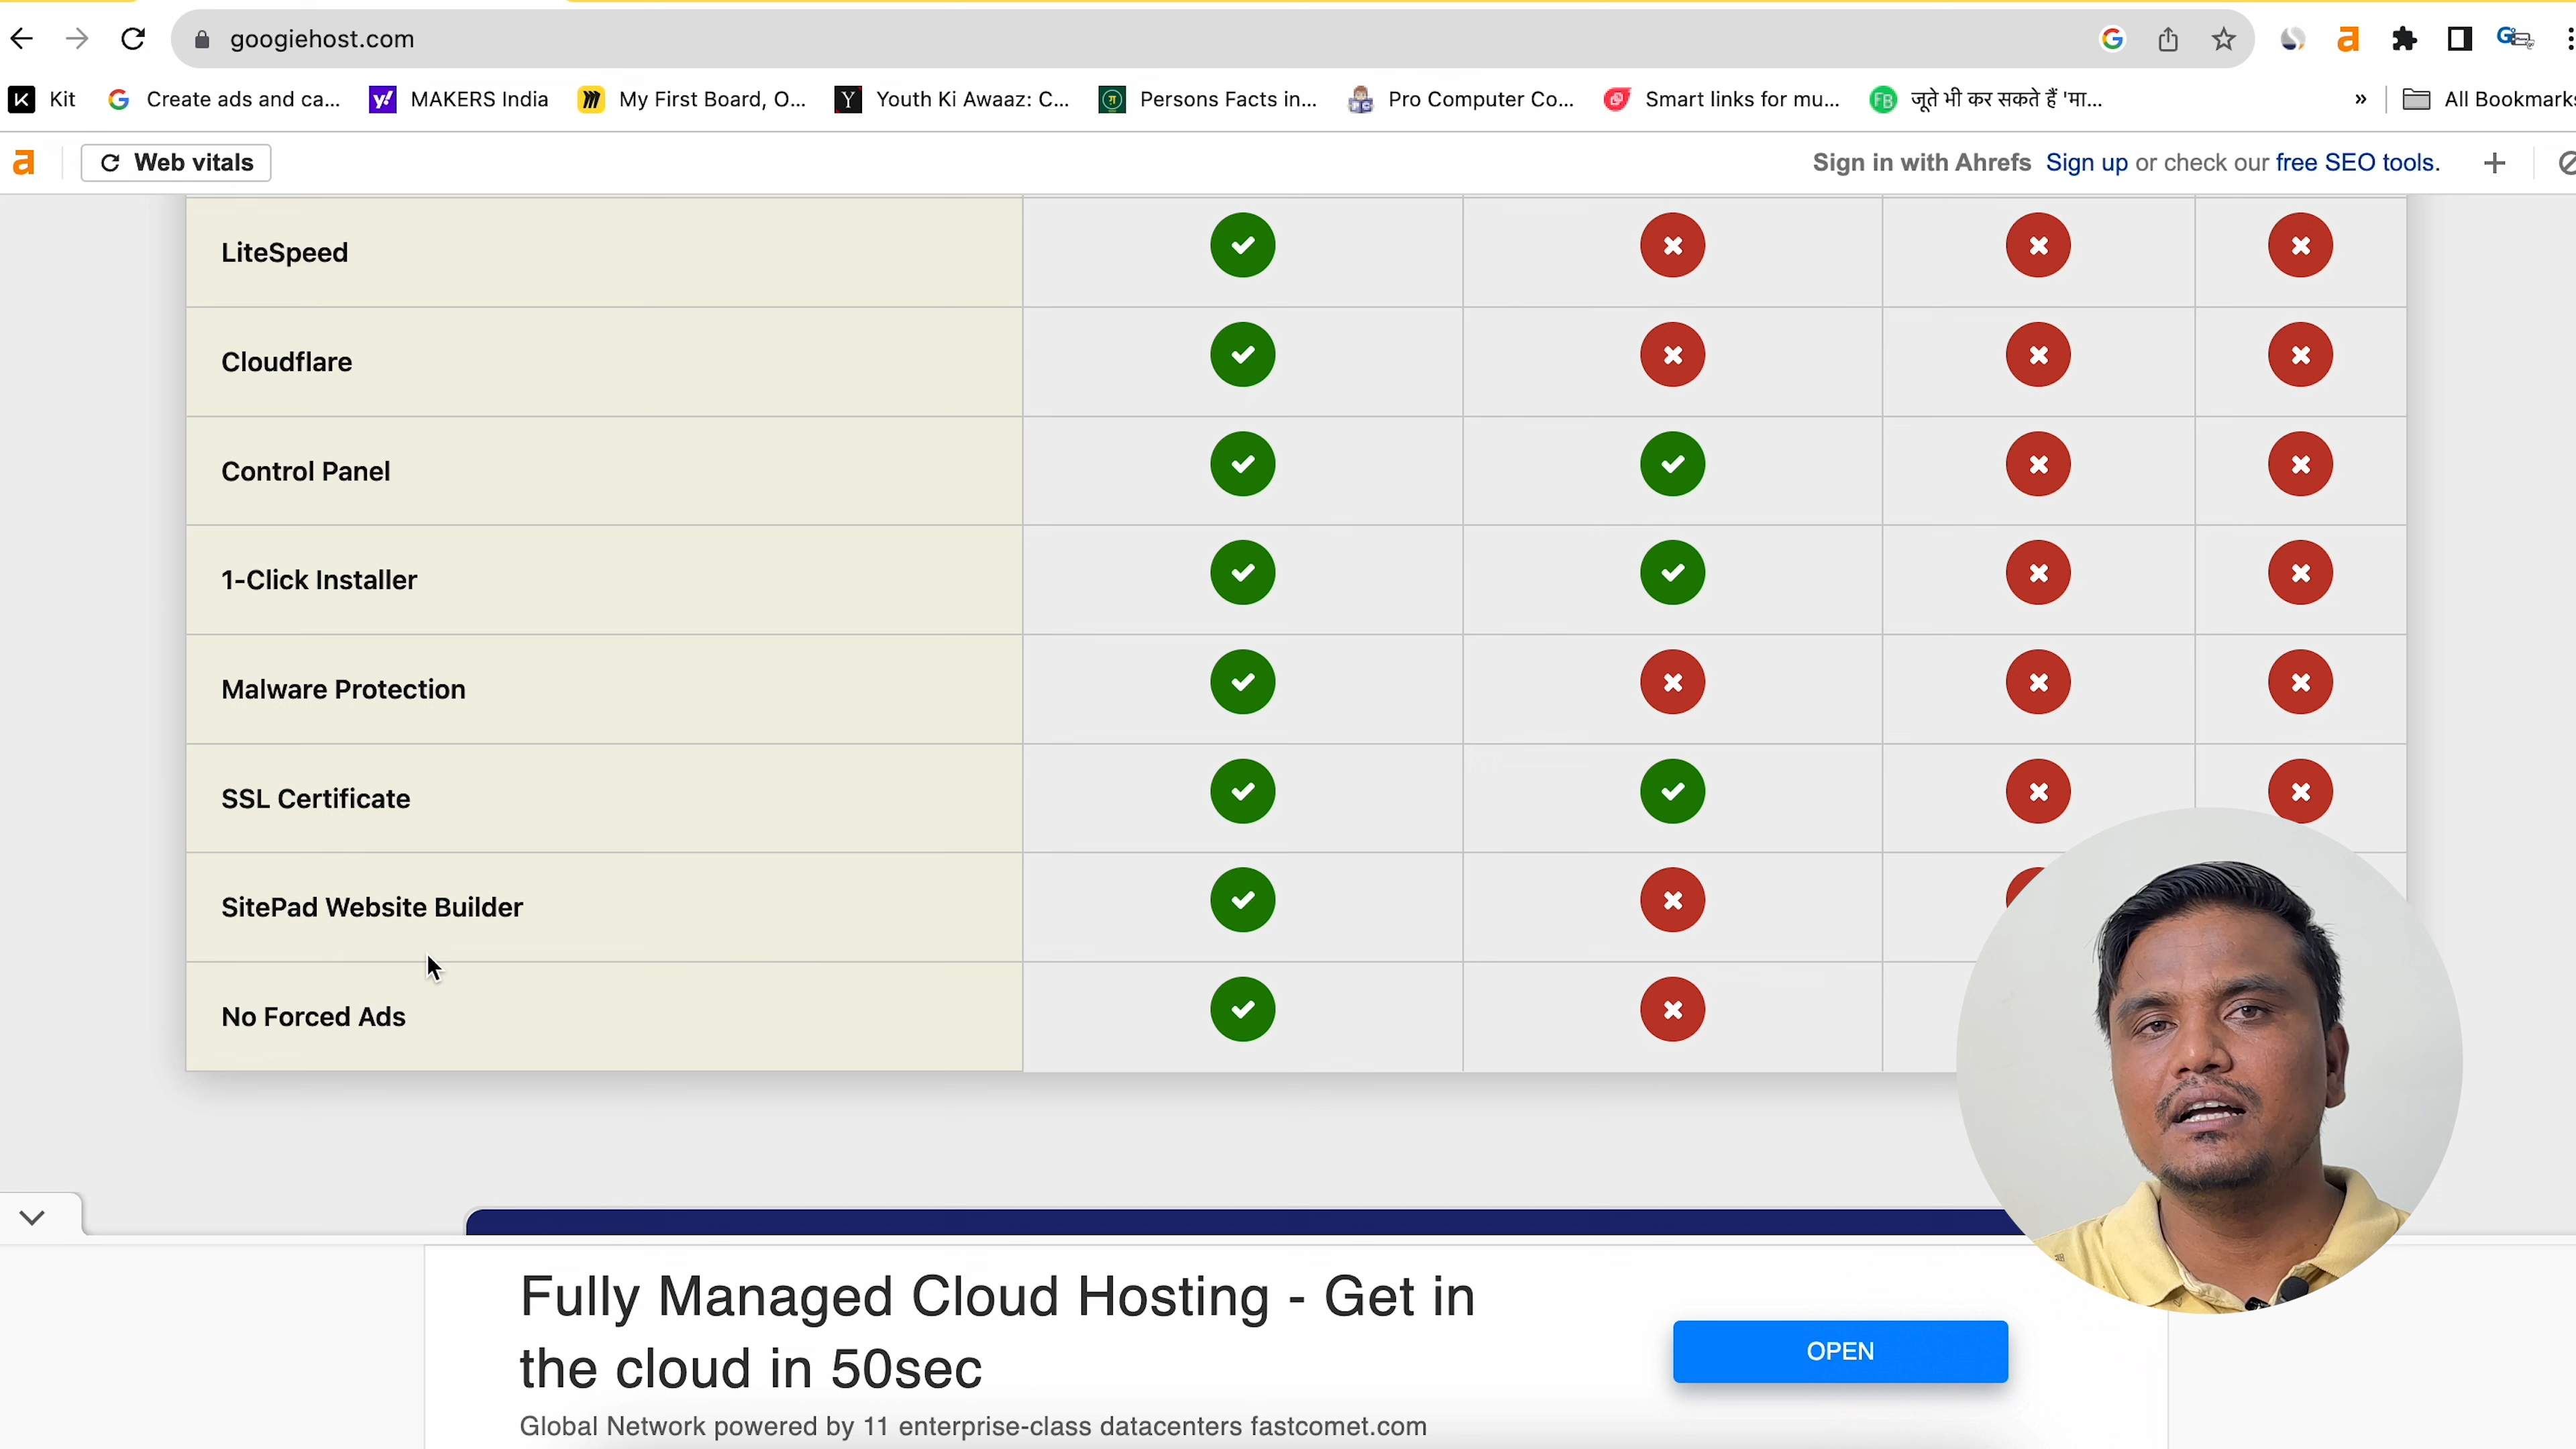 googiehost.com
Kit Create ads and ca... MAKERS India My First Board, O... Youth Ki Awaaz: C... Persons Facts in... Pro Computer Co... Smart links for mu... जूते भी कर सकते हैं 'मा... » All Bookmarks
Web vitals Sign in with Ahrefs Sign up or check our free SEO tools.
LiteSpeed
Cloudflare
Control Panel
1-Click Installer
Malware Protection
SSL Certificate
SitePad Website Builder
No Forced Ads
Fully Managed Cloud Hosting - Get in
the cloud in 50sec
OPEN
Global Network powered by 11 enterprise-class datacenters fastcomet.com